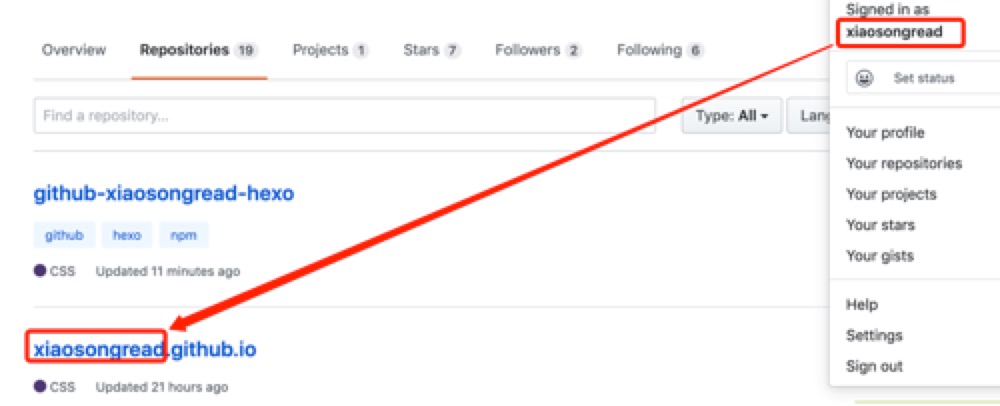 Overview Repositories 19 Projects 1 Stars 7 Followers 2 Following 6
Find a repository... Type: All Lang
github-xiaosongread-hexo
github hexo npm
CSS Updated 11 minutes ago
xiaosongread.github.io
CSS Updated 21 hours ago
Signed in as
xiaosongread
Set status
Your profile
Your repositories
Your projects
Your stars
Your gists
Help
Settings
Sign out